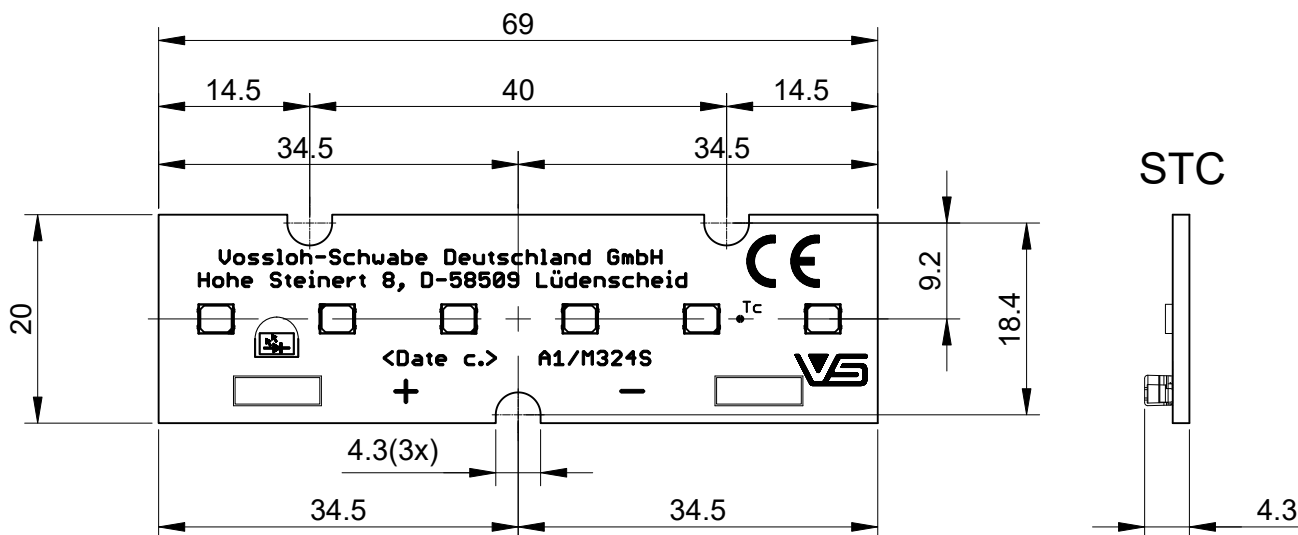 69
14.5 40 14.5
34.5 34.5
STC
Vossloh-Schwabe Deutschland GmbH
Hohe Steinert 8, D-58509 Lüdenscheid
CE
20
9.2
18.4
Tc
<Date c.> A1/M324S
VS
+ −
4.3(3x)
34.5 34.5
4.3